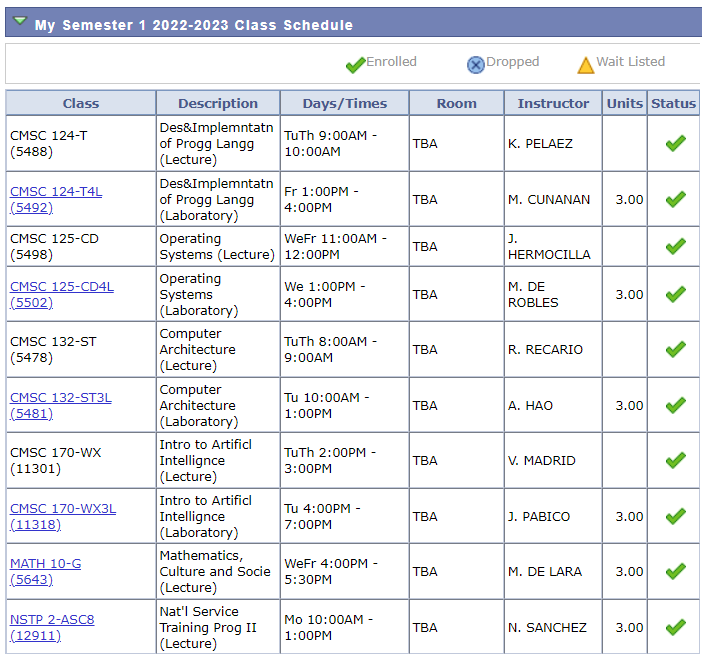 My Semester 1 2022-2023 Class Schedule
Enrolled Dropped Wait Listed
Class Description Days/Times Room Instructor Units Status
CMSC 124-T
(5488)
Des&Implemntatn
of Progg Langg
(Lecture)
TuTh 9:00AM -
10:00AM
TBA
K. PELAEZ
CMSC 124-T4L
(5492)
Des&Implemntatn
of Progg Langg
(Laboratory)
Fr 1:00PM -
4:00PM
TBA
M. CUNANAN
3.00
CMSC 125-CD
(5498)
Operating
Systems (Lecture)
WeFr 11:00AM -
12:00PM
TBA
J.
HERMOCILLA
CMSC 125-CD4L
(5502)
Operating
Systems
(Laboratory)
We 1:00PM -
4:00PM
TBA
M. DE
ROBLES
3.00
CMSC 132-ST
(5478)
Computer
Architecture
(Lecture)
TuTh 8:00AM -
9:00AM
TBA
R. RECARIO
CMSC 132-ST3L
(5481)
Computer
Architecture
(Laboratory)
Tu 10:00AM -
1:00PM
TBA
A. HAO
3.00
CMSC 170-WX
(11301)
Intro to Artificl
Intellignce
(Lecture)
TuTh 2:00PM -
3:00PM
TBA
V. MADRID
CMSC 170-WX3L
(11318)
Intro to Artificl
Intellignce
(Laboratory)
Tu 4:00PM -
7:00PM
TBA
J. PABICO
3.00
MATH 10-G
(5643)
Mathematics,
Culture and Socie
(Lecture)
WeFr 4:00PM -
5:30PM
TBA
M. DE LARA
3.00
NSTP 2-ASC8
(12911)
Nat'l Service
Training Prog II
(Lecture)
Mo 10:00AM -
1:00PM
TBA
N. SANCHEZ
3.00